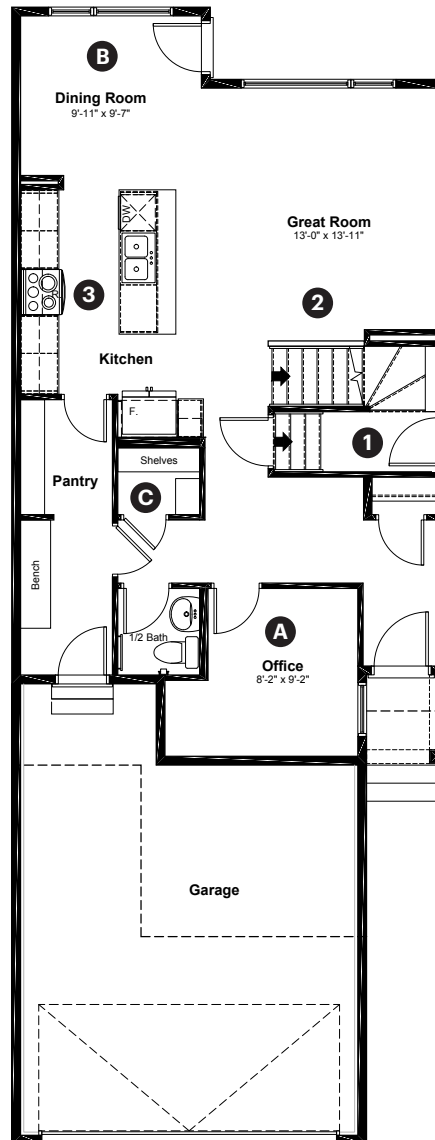 B
Dining Room
9'-11" x 9'-7"
DW
Great Room
13'-0" x 13'-11"
3
2
Kitchen
F.
1
Shelves
Pantry
C
Bench
1/2 Bath
A
Office
8'-2" x 9'-2"
Garage